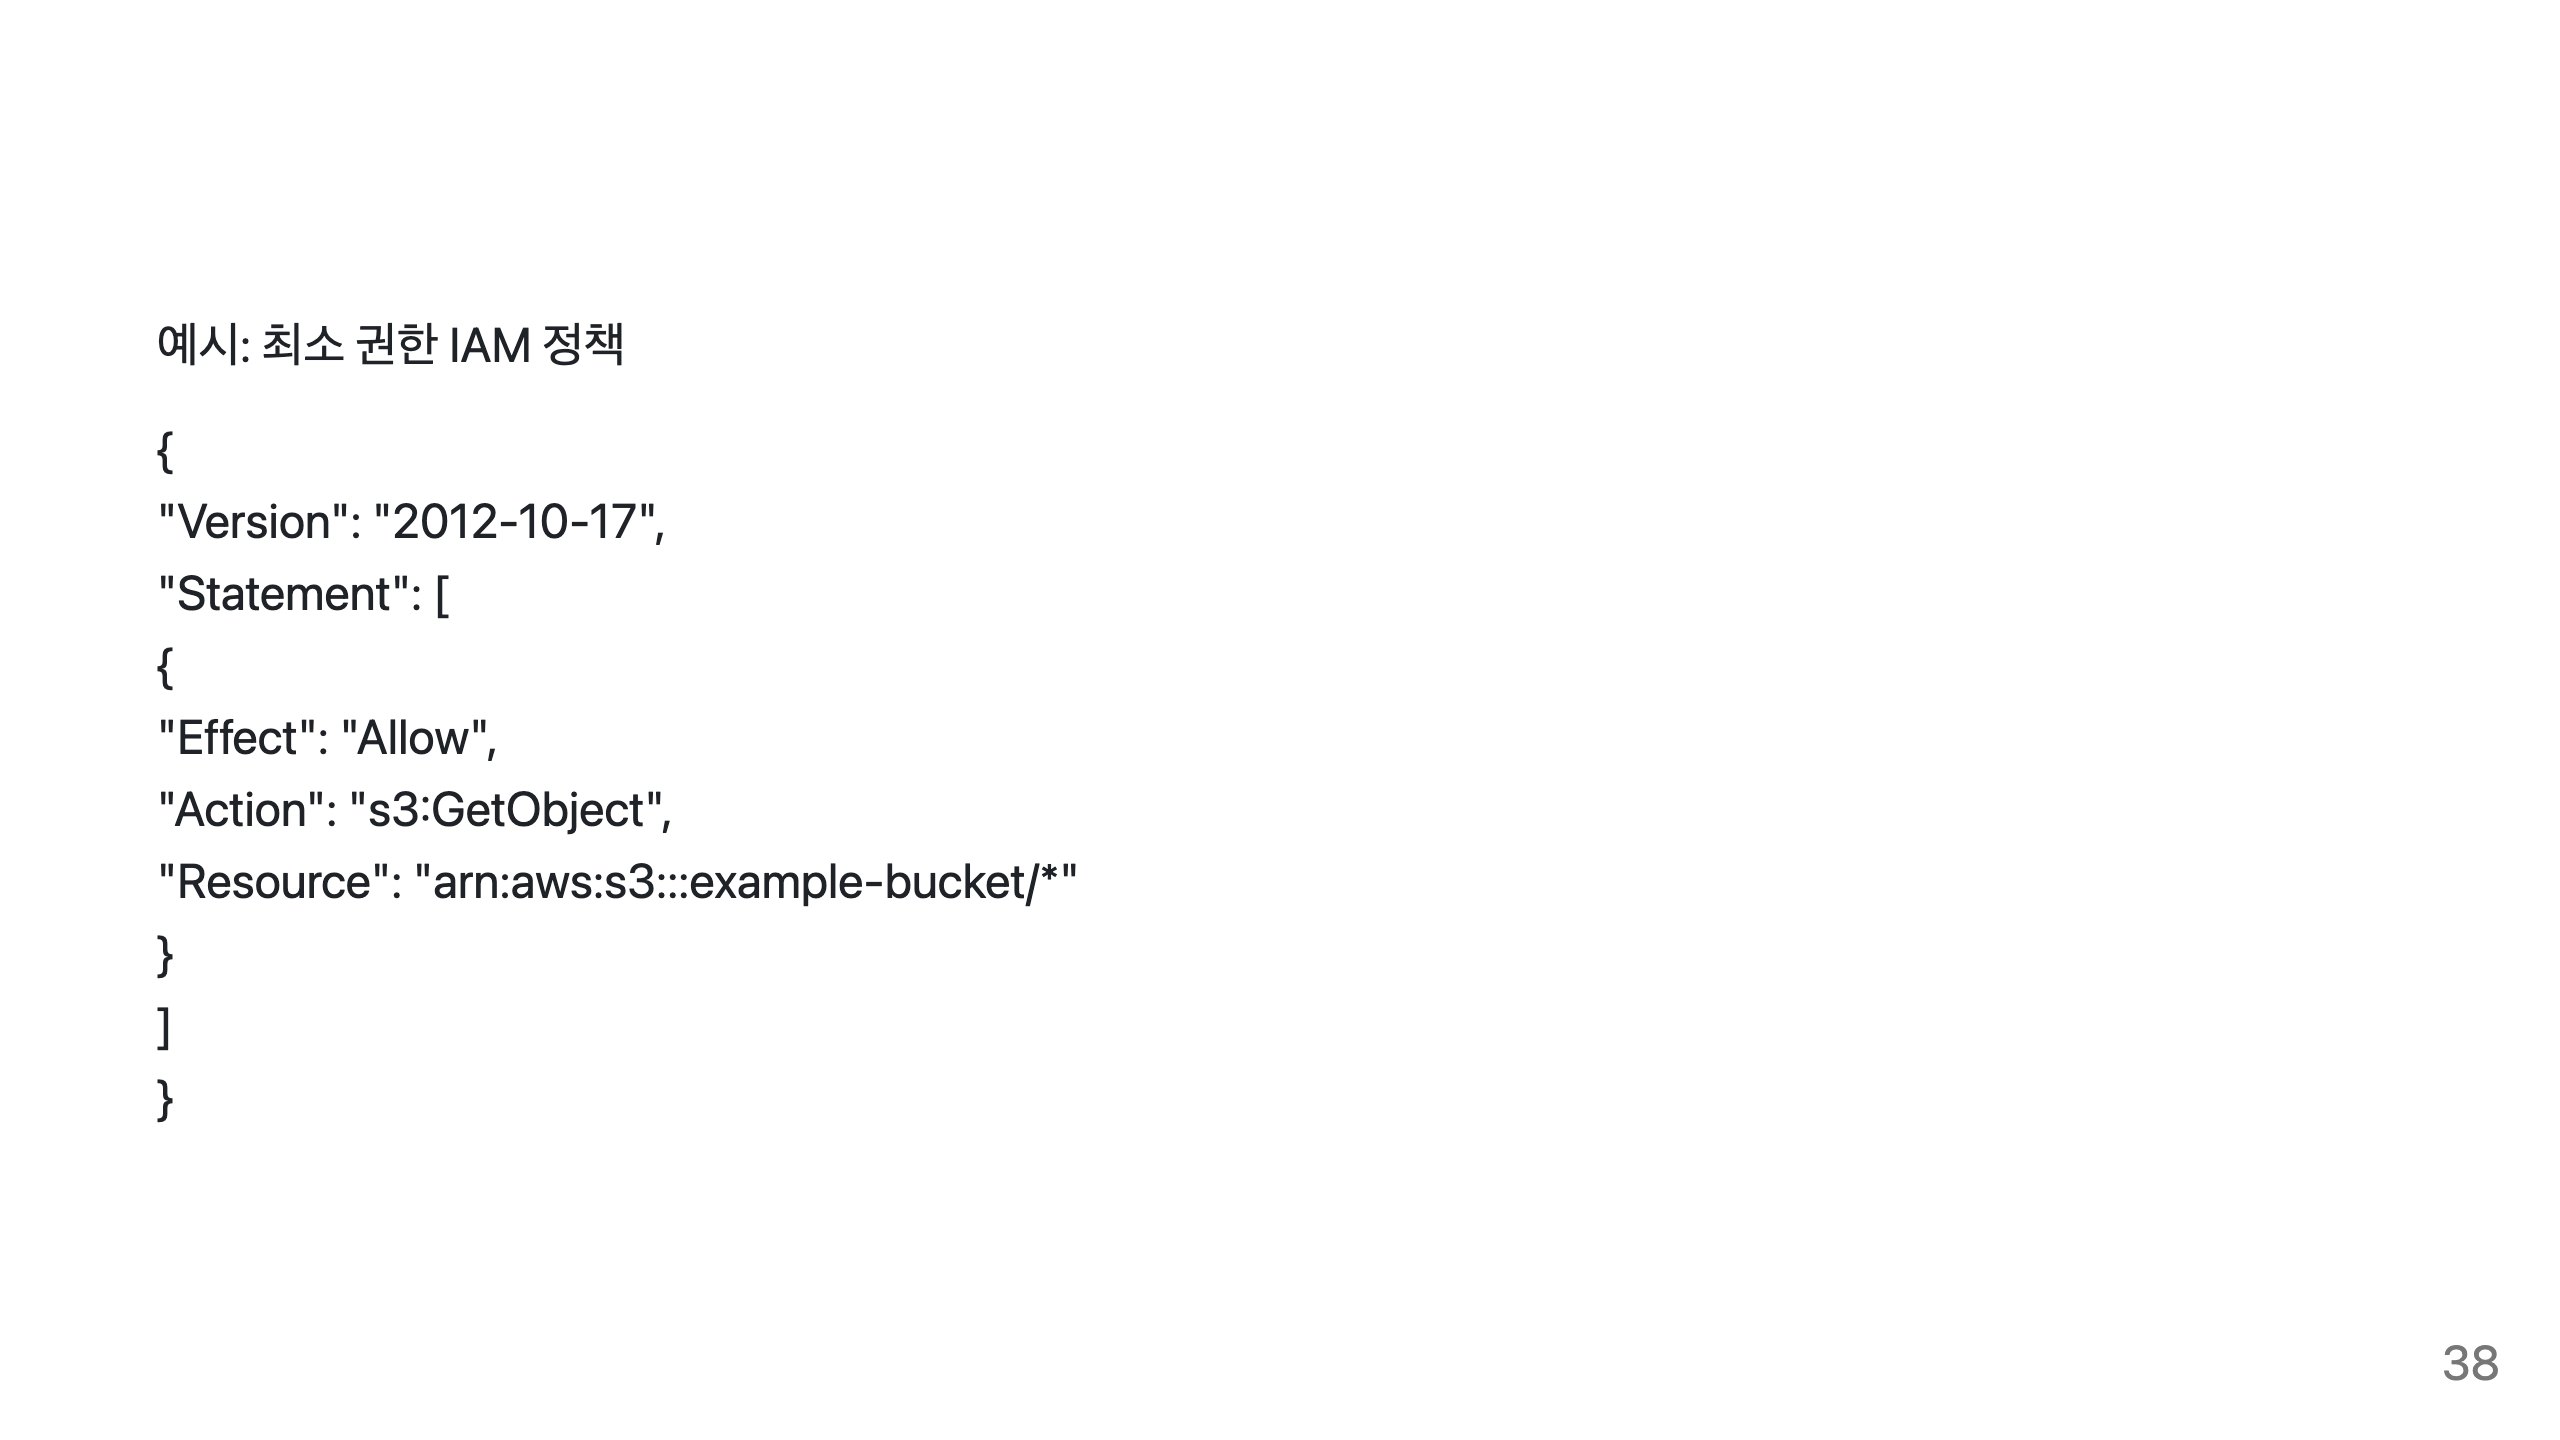 예시: 최소 권한 IAM 정책
{
"Version": "2012-10-17",
"Statement": [
{
"Effect": "Allow",
"Action": "s3:GetObject",
"Resource": "arn:aws:s3:::example-bucket/*"
}
]
}
38